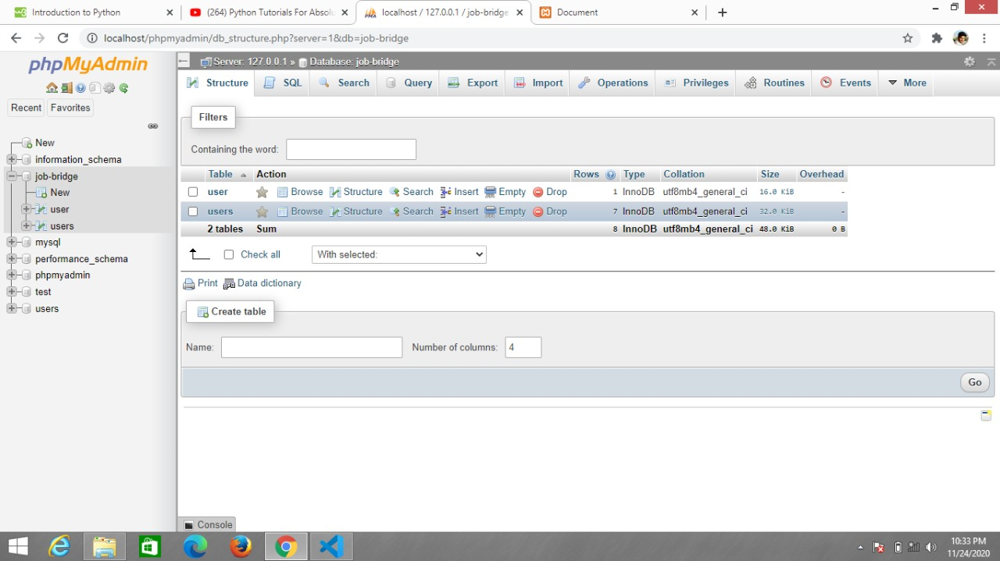 Introduction to Python
(264) Python Tutorials For Absolu
localhost / 127.0.0.1 / job-bridge
Document
localhost/phpmyadmin/db_structure.php?server=1&db=job-bridge
phpMyAdmin
Recent Favorites
New
information_schema
job-bridge
New
user
users
mysql
performance_schema
phpmyadmin
test
users
Server: 127.0.0.1 » Database: job-bridge
Structure SQL Search Query Export Import Operations Privileges Routines Events More
Filters
Containing the word:
Table Action Rows Type Collation Size Overhead
user Browse Structure Search Insert Empty Drop 1 InnoDB utf8mb4_general_ci 16.0 KiB -
users Browse Structure Search Insert Empty Drop 7 InnoDB utf8mb4_general_ci 32.0 KiB -
2 tables Sum 8 InnoDB utf8mb4_general_ci 48.0 KiB 0 B
Check all With selected:
Print Data dictionary
Create table
Name: Number of columns: 4
Go
Console
10:33 PM
11/24/2020